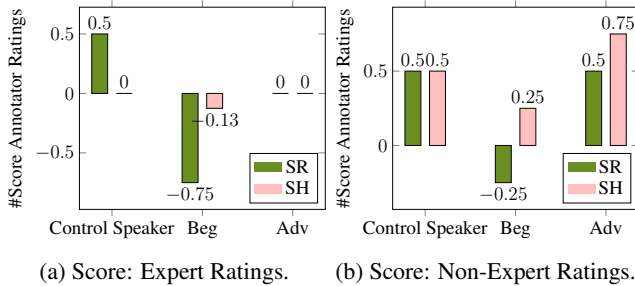 #Score Annotator Ratings
0.5
0
−0.5
0.5
0
−0.75
−0.13
0
0
SR
SH
Control Speaker Beg Adv
(a) Score: Expert Ratings.
#Score Annotator Ratings
0.5
0
0.5 0.5
−0.25
0.25
0.5
0.75
SR
SH
Control Speaker Beg Adv
(b) Score: Non-Expert Ratings.